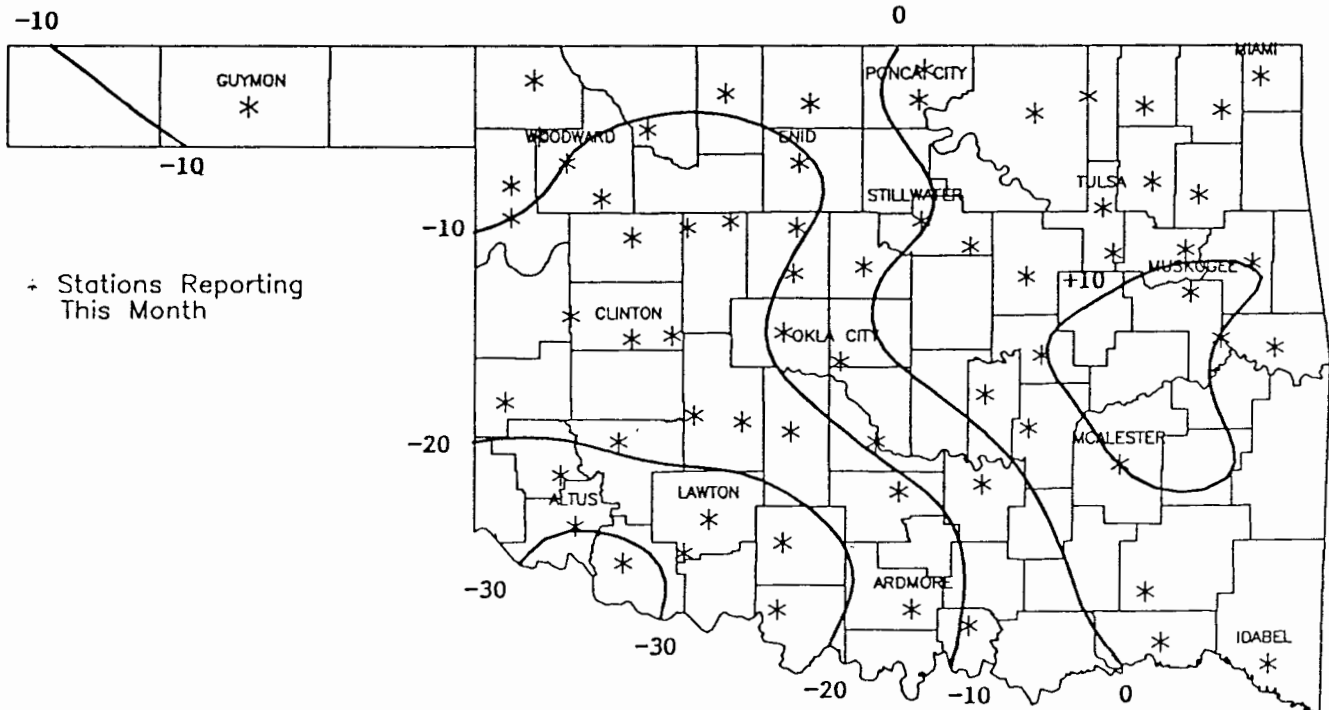 -10
0
MIAMI
GUYMON
PONCA CITY
-10
WOODWARD
ENID
TULSA
STILLWATER
-10
MUSKOGEE
+10
* Stations Reporting
This Month
CLINTON
OKLA CITY
-20
MCALESTER
LAWTON
ALTUS
ARDMORE
-30
-30
IDABEL
-20
-10
0